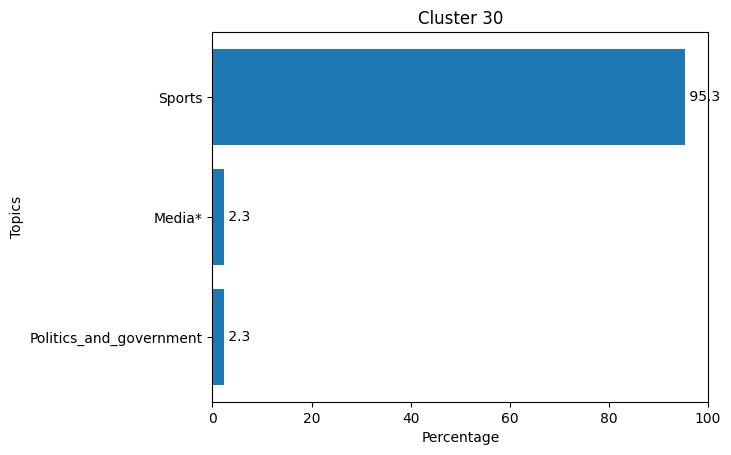 Cluster 30
Topics
Sports
95.3
Media*
2.3
Politics_and_government
2.3
0 20 40 60 80 100
Percentage